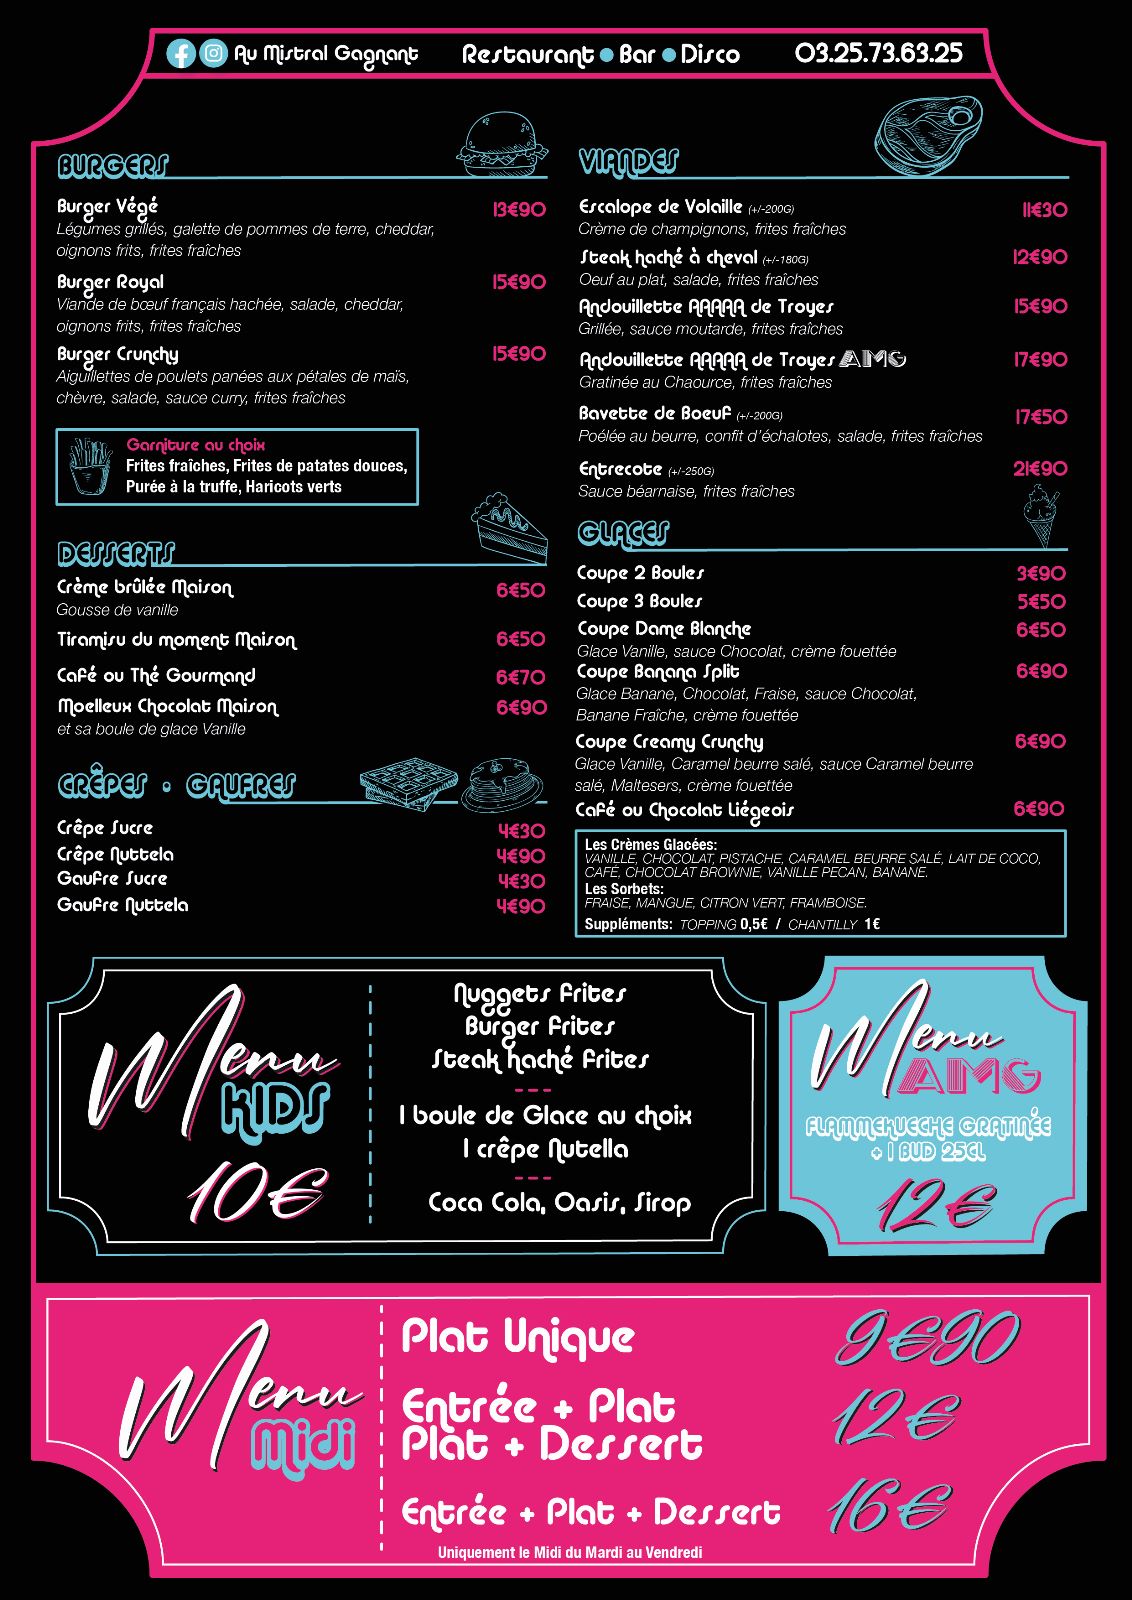 Au Mistral Gagnant Restaurant • Bar • Disco 03.25.73.63.25
BURGERS
Burger Végé 13€90
Légumes grillés, galette de pommes de terre, cheddar,
oignons frits, frites fraîches
Burger Royal 15€90
Viande de bœuf français hachée, salade, cheddar,
oignons frits, frites fraîches
Burger Crunchy 15€90
Aiguillettes de poulets panées aux pétales de maïs,
chèvre, salade, sauce curry, frites fraîches
Garniture au choix
Frites fraîches, Frites de patates douces,
Purée à la truffe, Haricots verts
DESSERTS
Crème brûlée Maison 6€50
Gousse de vanille
Tiramisu du moment Maison 6€50
Café ou Thé Gourmand 6€70
Moelleux Chocolat Maison 6€90
et sa boule de glace Vanille
CRÊPES • GAUFRES
Crêpe Sucre 4€30
Crêpe Nuttela 4€90
Gaufre Sucre 4€30
Gaufre Nuttela 4€90
VIANDES
Escalope de Volaille (+/-200G) 11€30
Crème de champignons, frites fraîches
Steak haché à cheval (+/-180G) 12€90
Oeuf au plat, salade, frites fraîches
Andouillette AAAAA de Troyes 15€90
Grillée, sauce moutarde, frites fraîches
Andouillette AAAAA de Troyes AMG 17€90
Gratinée au Chaource, frites fraîches
Bavette de Boeuf (+/-200G) 17€50
Poélée au beurre, confit d'échalotes, salade, frites fraîches
Entrecote (+/-250G) 21€90
Sauce béarnaise, frites fraîches
GLACES
Coupe 2 Boules 3€90
Coupe 3 Boules 5€50
Coupe Dame Blanche 6€50
Glace Vanille, sauce Chocolat, crème fouettée
Coupe Banana Split 6€90
Glace Banane, Chocolat, Fraise, sauce Chocolat,
Banane Fraîche, crème fouettée
Coupe Creamy Crunchy 6€90
Glace Vanille, Caramel beurre salé, sauce Caramel beurre
salé, Maltesers, crème fouettée
Café ou Chocolat Liégeois 6€90
Les Crèmes Glacées:
VANILLE, CHOCOLAT, PISTACHE, CARAMEL BEURRE SALÉ, LAIT DE COCO,
CAFÉ, CHOCOLAT BROWNIE, VANILLE PECAN, BANANE.
Les Sorbets:
FRAISE, MANGUE, CITRON VERT, FRAMBOISE.
Suppléments: TOPPING 0,5€ / CHANTILLY 1€
Menu
KIDS
10€
Nuggets Frites
Burger Frites
Steak haché Frites
---
1 boule de Glace au choix
1 crêpe Nutella
---
Coca Cola, Oasis, Sirop
Menu
AMG
FLAMMEKUECHE GRATINÉE
+ 1 BUD 25CL
12€
Menu
Midi
Plat Unique 9€90
Entrée + Plat 12€
Plat + Dessert
Entrée + Plat + Dessert 16€
Uniquement le Midi du Mardi au Vendredi